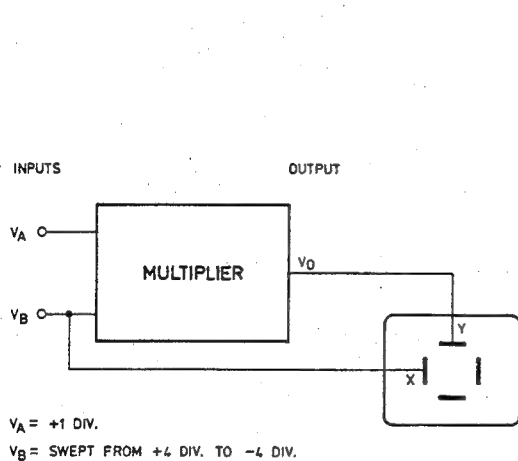 INPUTS
OUTPUT
VA
MULTIPLIER
VO
VB
Y
X
VA = +1 DIV.
VB = SWEPT FROM +4 DIV. TO -4 DIV.